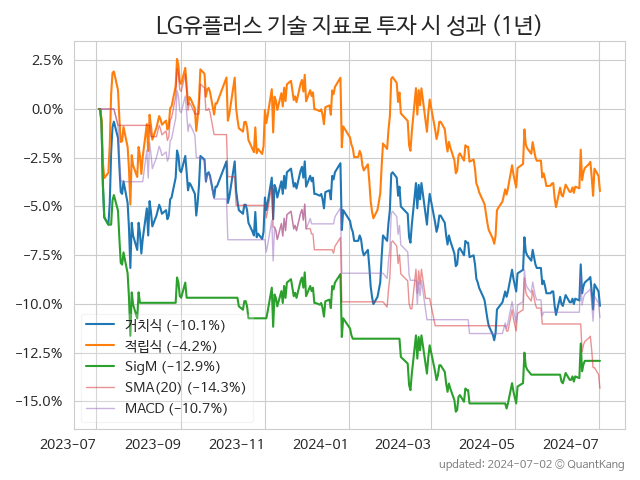 LG유플러스 기술 지표로 투자 시 성과 (1년)
2.5%
0.0%
−2.5%
−5.0%
−7.5%
−10.0%
−12.5%
−15.0%
거치식 (−10.1%)
적립식 (−4.2%)
SigM (−12.9%)
SMA(20) (−14.3%)
MACD (−10.7%)
2023-07 2023-09 2023-11 2024-01 2024-03 2024-05 2024-07
updated: 2024-07-02 © QuantKang